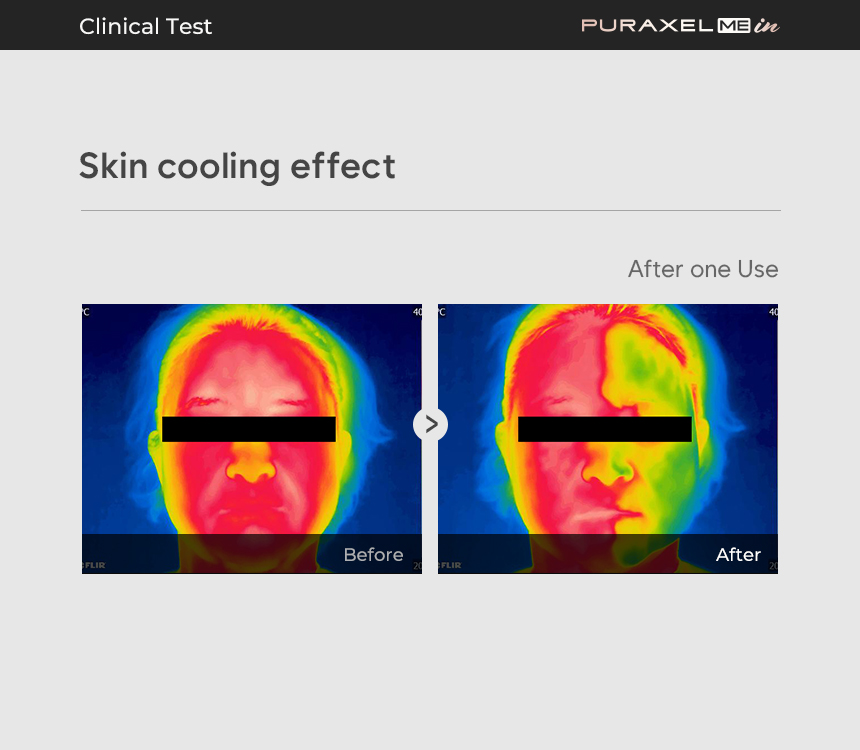 Clinical Test
PURAXEL ME in
Skin cooling effect
After one Use
°C
40
°C
40
>
Before
After
FLIR
20
FLIR
20